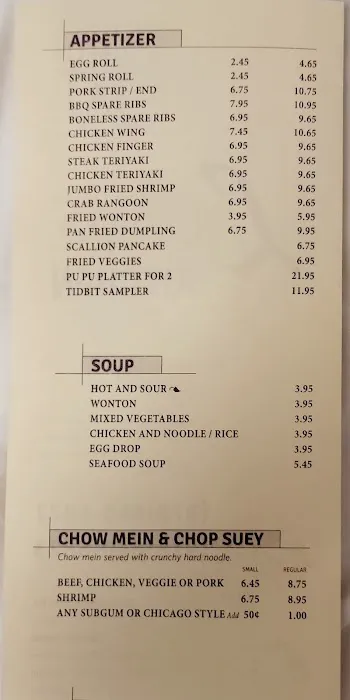 APPETIZER
EGG ROLL 2.45 4.65
SPRING ROLL 2.45 4.65
PORK STRIP / END 6.75 10.75
BBQ SPARE RIBS 7.95 10.95
BONELESS SPARE RIBS 6.95 9.65
CHICKEN WING 7.45 10.65
CHICKEN FINGER 6.95 9.65
STEAK TERIYAKI 6.95 9.65
CHICKEN TERIYAKI 6.95 9.65
JUMBO FRIED SHRIMP 6.95 9.65
CRAB RANGOON 6.95 9.65
FRIED WONTON 3.95 5.95
PAN FRIED DUMPLING 6.75 9.95
SCALLION PANCAKE 6.75
FRIED VEGGIES 6.95
PU PU PLATTER FOR 2 21.95
TIDBIT SAMPLER 11.95
SOUP
HOT AND SOUR 3.95
WONTON 3.95
MIXED VEGETABLES 3.95
CHICKEN AND NOODLE / RICE 3.95
EGG DROP 3.95
SEAFOOD SOUP 5.45
CHOW MEIN & CHOP SUEY
Chow mein served with crunchy hard noodle.
SMALL REGULAR
BEEF, CHICKEN, VEGGIE OR PORK 6.45 8.75
SHRIMP 6.75 8.95
ANY SUBGUM OR CHICAGO STYLE Add 50¢ 1.00